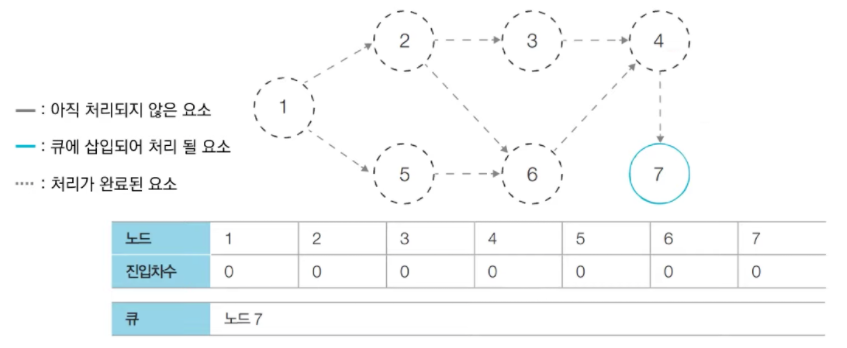 2
3
4
1
5
6
7
: 아직 처리되지 않은 요소
: 큐에 삽입되어 처리 될 요소
: 처리가 완료된 요소
노드 1 2 3 4 5 6 7
진입차수 0 0 0 0 0 0 0
큐 노드 7